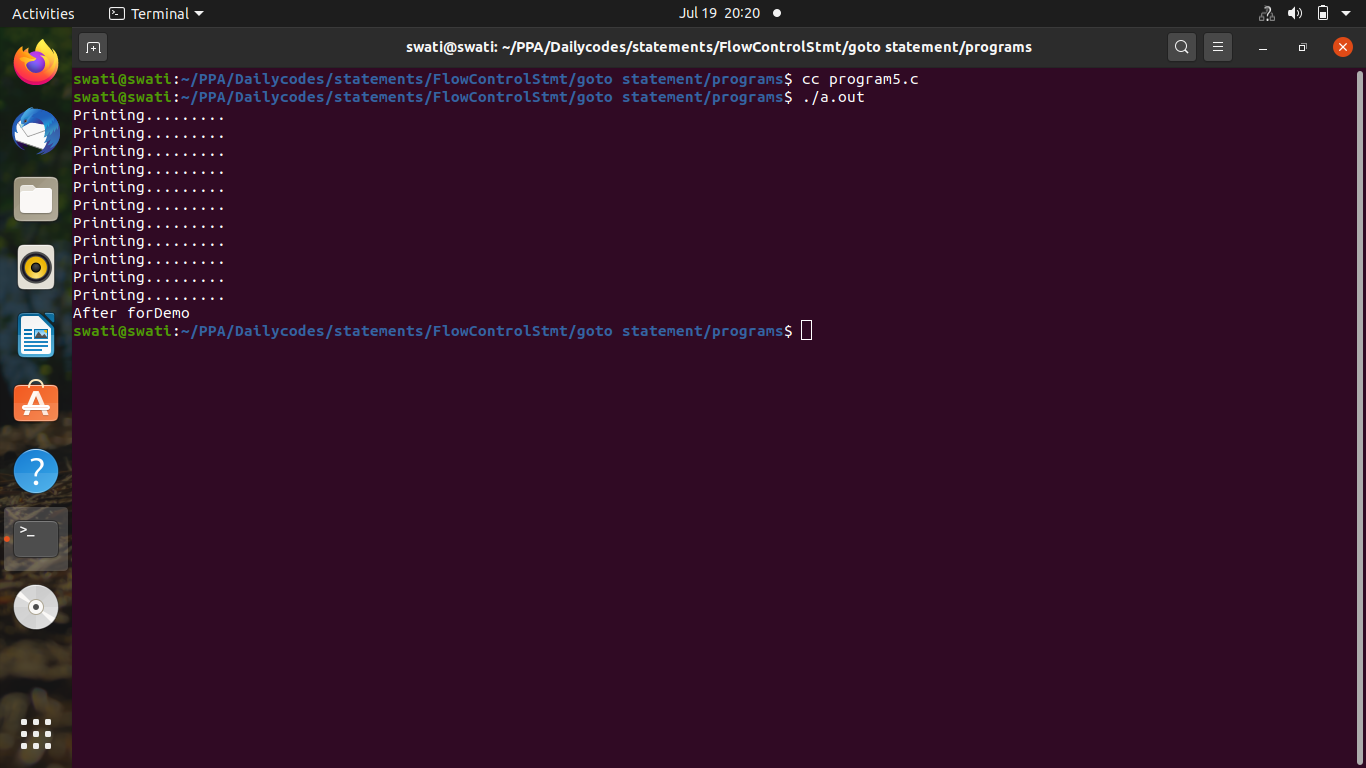 Activities
Terminal
Jul 19 20:20
swati@swati: ~/PPA/Dailycodes/statements/FlowControlStmt/goto statement/programs
swati@swati:~/PPA/Dailycodes/statements/FlowControlStmt/goto statement/programs$ cc program5.c
swati@swati:~/PPA/Dailycodes/statements/FlowControlStmt/goto statement/programs$ ./a.out
Printing.........
Printing.........
Printing.........
Printing.........
Printing.........
Printing.........
Printing.........
Printing.........
Printing.........
Printing.........
Printing.........
After forDemo
swati@swati:~/PPA/Dailycodes/statements/FlowControlStmt/goto statement/programs$